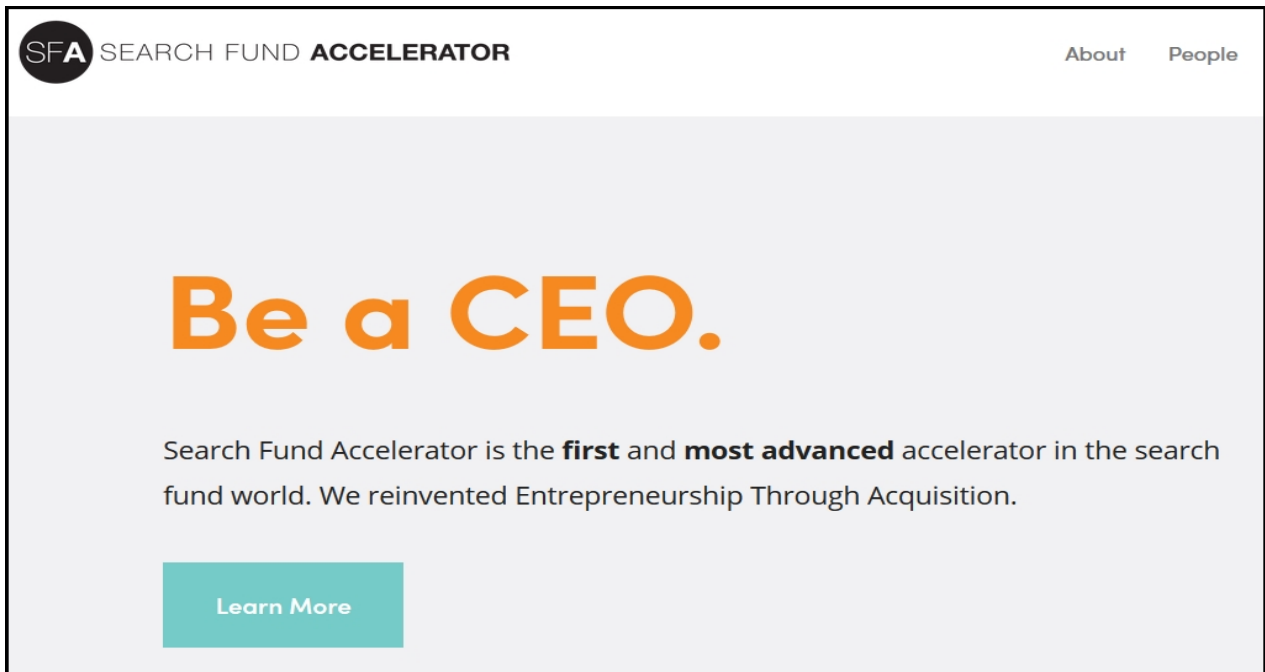 SFA SEARCH FUND ACCELERATOR
About People
Be a CEO.
Search Fund Accelerator is the first and most advanced accelerator in the search
fund world. We reinvented Entrepreneurship Through Acquisition.
Learn More